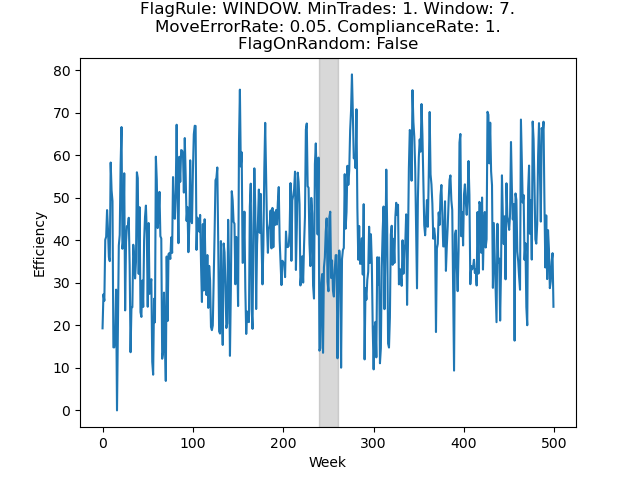 FlagRule: WINDOW. MinTrades: 1. Window: 7.
MoveErrorRate: 0.05. ComplianceRate: 1.
FlagOnRandom: False
80
70
60
50
40
30
20
10
0
Efficiency
0 100 200 300 400 500
Week